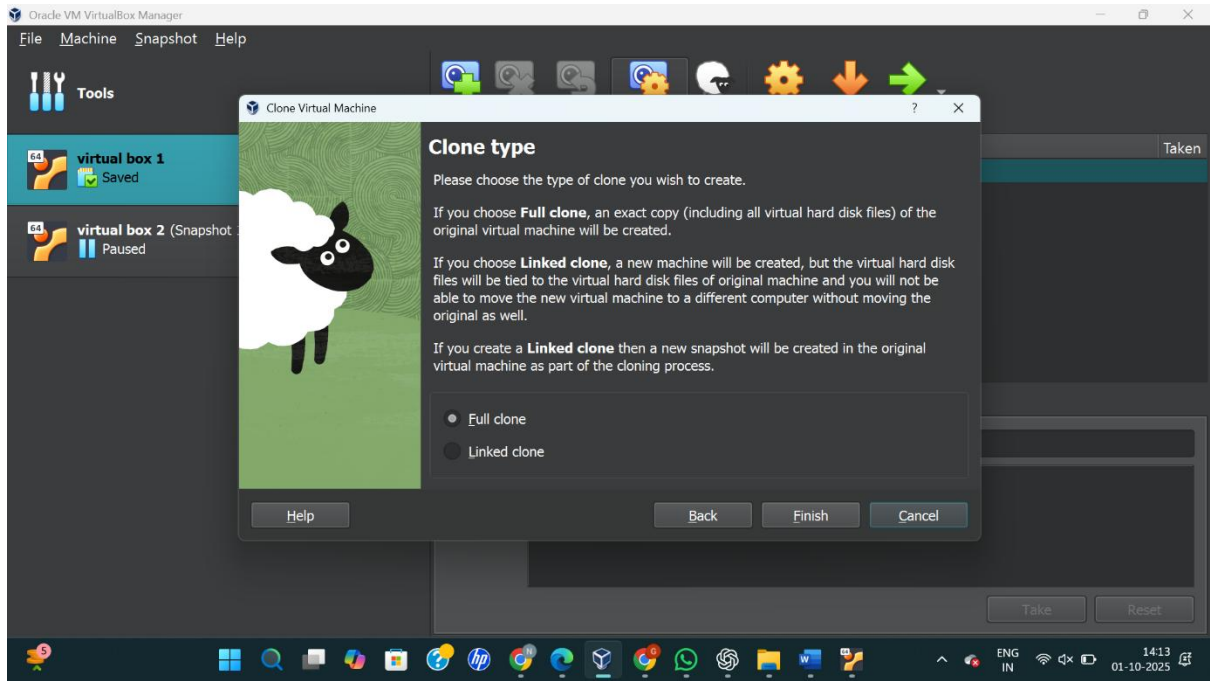 Oracle VM VirtualBox Manager
File Machine Snapshot Help
Tools
Clone Virtual Machine
?
Taken
64
virtual box 1
Saved
64
virtual box 2 (Snapshot
Paused
Clone type
Please choose the type of clone you wish to create.
If you choose Full clone, an exact copy (including all virtual hard disk files) of the
original virtual machine will be created.
If you choose Linked clone, a new machine will be created, but the virtual hard disk
files will be tied to the virtual hard disk files of original machine and you will not be
able to move the new virtual machine to a different computer without moving the
original as well.
If you create a Linked clone then a new snapshot will be created in the original
virtual machine as part of the cloning process.
Full clone
Linked clone
Help Back Finish Cancel
Take Reset
5
hp
ENG
IN
14:13
01-10-2025